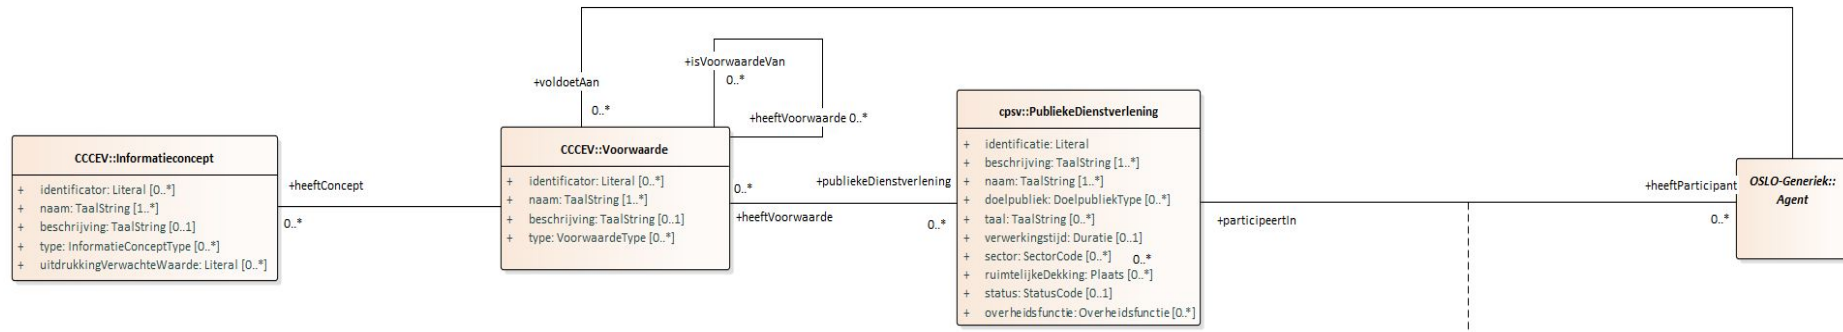 CCCEV::Informatieconcept
+ identificator: Literal [0..*]
+ naam: TaalString [1..*]
+ beschrijving: TaalString [0..1]
+ type: InformatieConceptType [0..*]
+ uitdrukkingVerwachteWaarde: Literal [0..*]
+heeftConcept
0..*
+voldoetAan
0..*
+isVoorwaardeVan
0..*
+heeftVoorwaarde 0..*
CCCEV::Voorwaarde
+ identificator: Literal [0..*]
+ naam: TaalString [1..*]
+ beschrijving: TaalString [0..1]
+ type: VoorwaardeType [0..*]
0..*
+heeftVoorwaarde
+publiekeDienstverlening
0..*
cpsv::PubliekeDienstverlening
+ identificatie: Literal
+ beschrijving: TaalString [1..*]
+ naam: TaalString [1..*]
+ doelpubliek: DoelpubliekType [0..*]
+ taal: TaalString [0..*]
+ verwerkingstijd: Duratie [0..1]
+ sector: SectorCode [0..*]
0..*
+ ruimtelijkeDekking: Plaats [0..*]
+ status: StatusCode [0..1]
+ overheidsfunctie: Overheidsfunctie [0..*]
+participeertIn
+heeftParticipant
0..*
OSLO-Generiek::
Agent